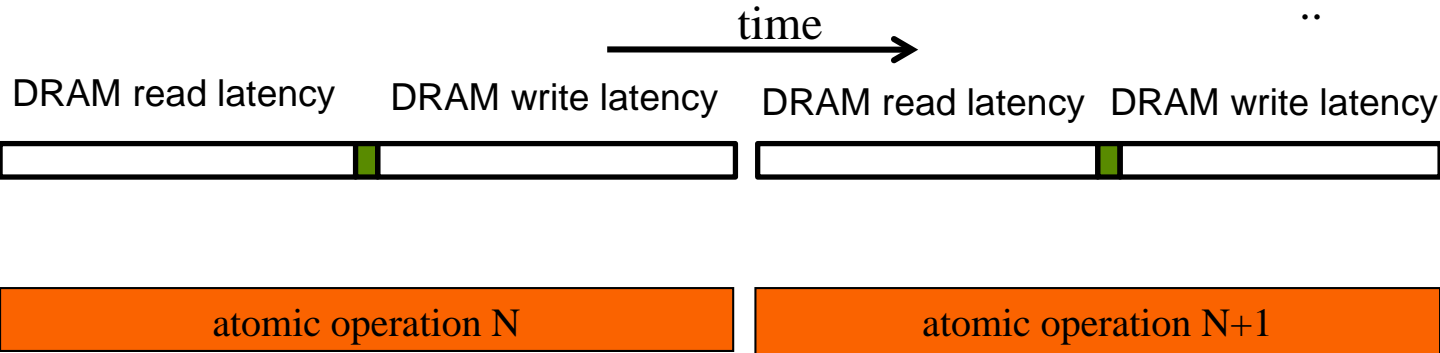 time
..
DRAM read latency DRAM write latency DRAM read latency DRAM write latency
atomic operation N atomic operation N+1